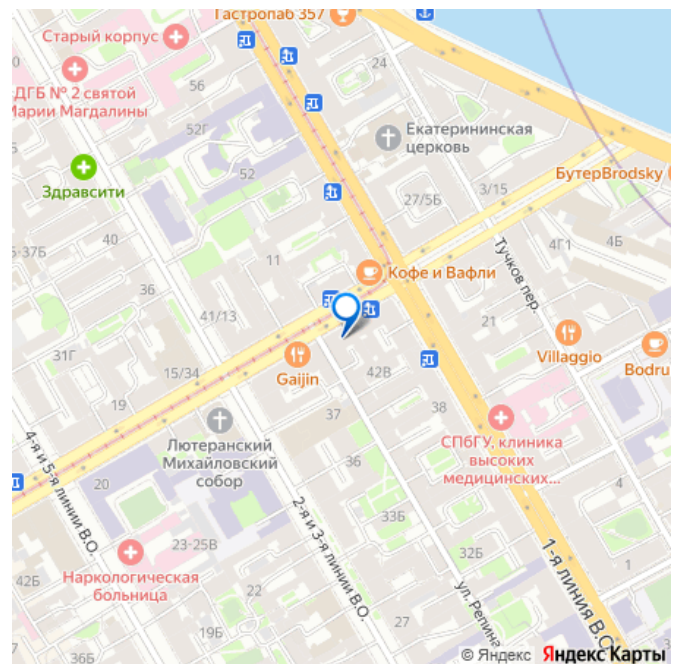 Гастропаб 357
Старый корпус
24
ДГБ № 2 святой
Марии Магдалины
56
52Г
Екатерининская
церковь
БутерBrodsky
Здравсити
52
27/5Б
3/15
40
5-37Б
11
4Г1
4Б
Тучков пер.
Кофе и Вафли
36
41/13
21
31Г
15/34
Gaijin
42В
Villaggio
Bodru
19
37
38
Лютеранский
Михайловский
собор
СПбГУ, клиника
высоких
медицинских...
4-я и 5-я линии В.О.
20
36
2-я и 3-я линии В.О.
33Б
23-25В
32Б
1-я линия В.О.
1
Наркологическая
больница
42Б
22
ул. Репина
19Б
© Яндекс Яндекс Карты